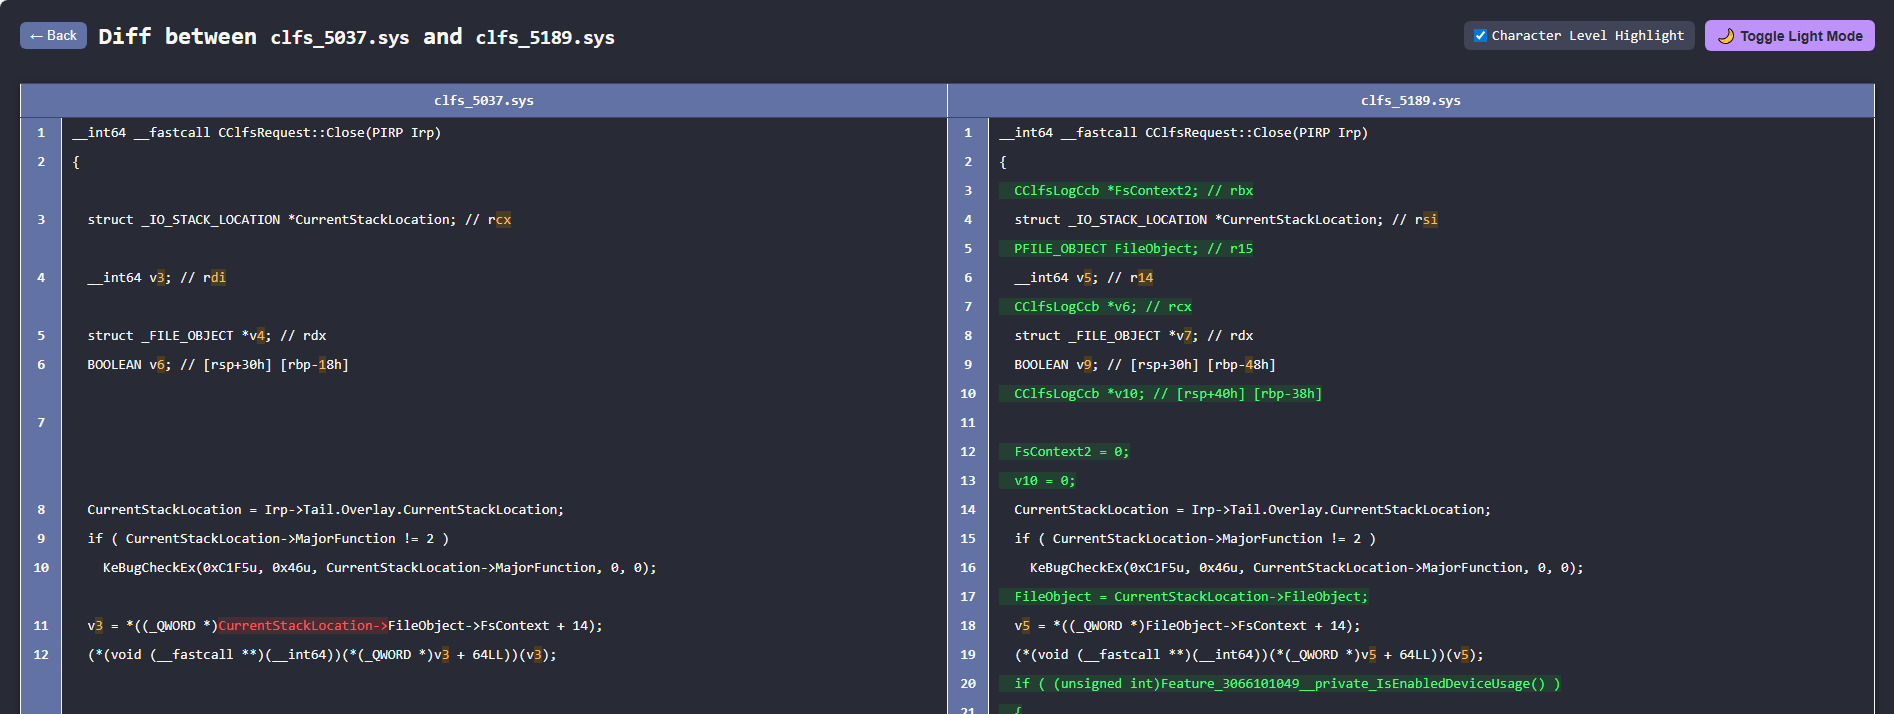 ← Back Diff between clfs_5037.sys and clfs_5189.sys Character Level Highlight Toggle Light Mode
clfs_5037.sys
1 __int64 __fastcall CClfsRequest::Close(PIRP Irp)
2 {
3 struct _IO_STACK_LOCATION *CurrentStackLocation; // rcx
4 __int64 v3; // rdi
5 struct _FILE_OBJECT *v4; // rdx
6 BOOLEAN v6; // [rsp+30h] [rbp-18h]
7
8 CurrentStackLocation = Irp->Tail.Overlay.CurrentStackLocation;
9 if ( CurrentStackLocation->MajorFunction != 2 )
10 KeBugCheckEx(0xC1F5u, 0x46u, CurrentStackLocation->MajorFunction, 0, 0);
11 v3 = *((_QWORD *)CurrentStackLocation->FileObject->FsContext + 14);
12 (*(void (__fastcall **)(__int64))(*(_QWORD *)v3 + 64LL))(v3);
clfs_5189.sys
1 __int64 __fastcall CClfsRequest::Close(PIRP Irp)
2 {
3 CClfsLogCcb *FsContext2; // rbx
4 struct _IO_STACK_LOCATION *CurrentStackLocation; // rsi
5 PFILE_OBJECT FileObject; // r15
6 __int64 v5; // r14
7 CClfsLogCcb *v6; // rcx
8 struct _FILE_OBJECT *v7; // rdx
9 BOOLEAN v9; // [rsp+30h] [rbp-48h]
10 CClfsLogCcb *v10; // [rsp+40h] [rbp-38h]
11
12 FsContext2 = 0;
13 v10 = 0;
14 CurrentStackLocation = Irp->Tail.Overlay.CurrentStackLocation;
15 if ( CurrentStackLocation->MajorFunction != 2 )
16 KeBugCheckEx(0xC1F5u, 0x46u, CurrentStackLocation->MajorFunction, 0, 0);
17 FileObject = CurrentStackLocation->FileObject;
18 v5 = *((_QWORD *)FileObject->FsContext + 14);
19 (*(void (__fastcall **)(__int64))(*(_QWORD *)v5 + 64LL))(v5);
20 if ( (unsigned int)Feature_3066101049__private_IsEnabledDeviceUsage() )
21 {